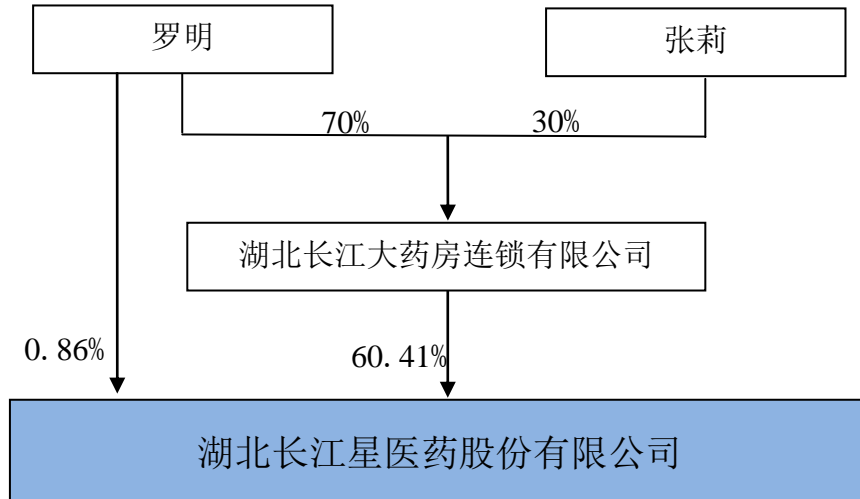 罗明
张莉
70%
30%
湖北长江大药房连锁有限公司
0.86%
60.41%
湖北长江星医药股份有限公司